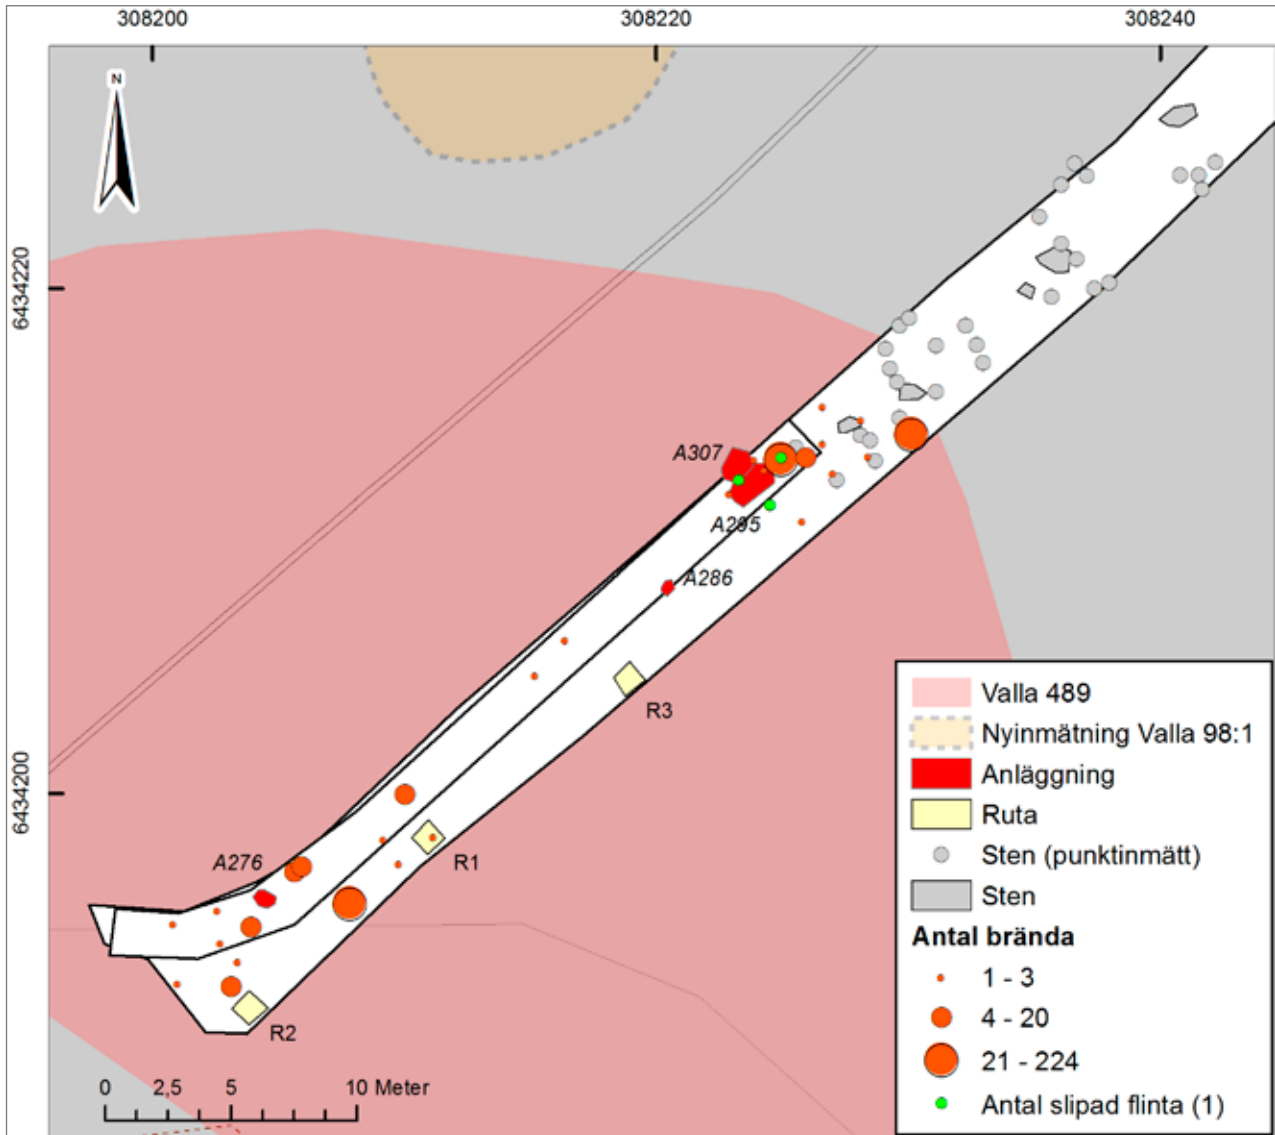 308200
308220
308240
N
6434220
6434200
A307
A295
A286
R3
R1
A276
R2
0 2,5 5 10 Meter
Valla 489
Nyinmätning Valla 98:1
Anläggning
Ruta
Sten (punktinmätt)
Sten
Antal brända
1 - 3
4 - 20
21 - 224
Antal slipad flinta (1)